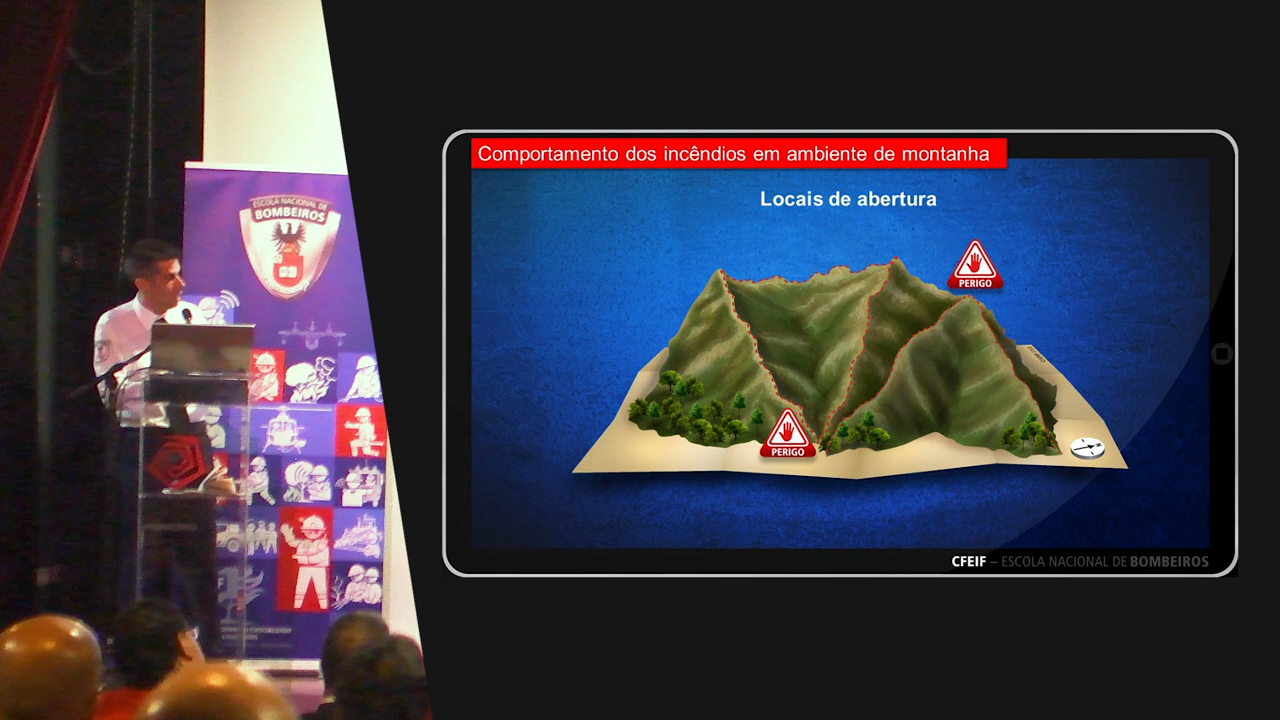 ESCOLA NACIONAL DE
BOMBEIROS
Comportamento dos incêndios em ambiente de montanha
Locais de abertura
PERIGO
PERIGO
CFEIF – ESCOLA NACIONAL DE BOMBEIROS